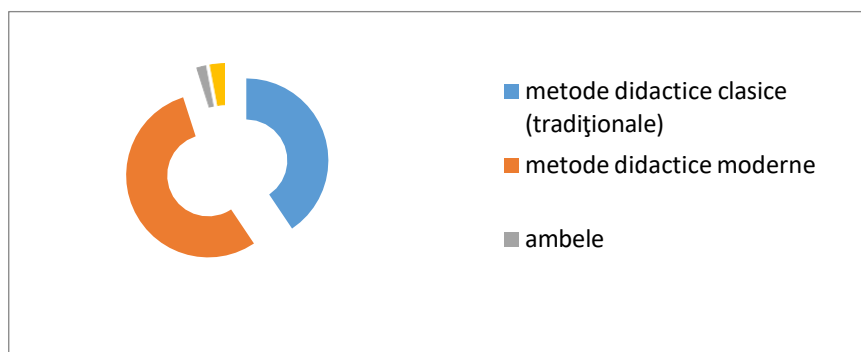 metode didactice clasice
(tradiţionale)
metode didactice moderne
ambele